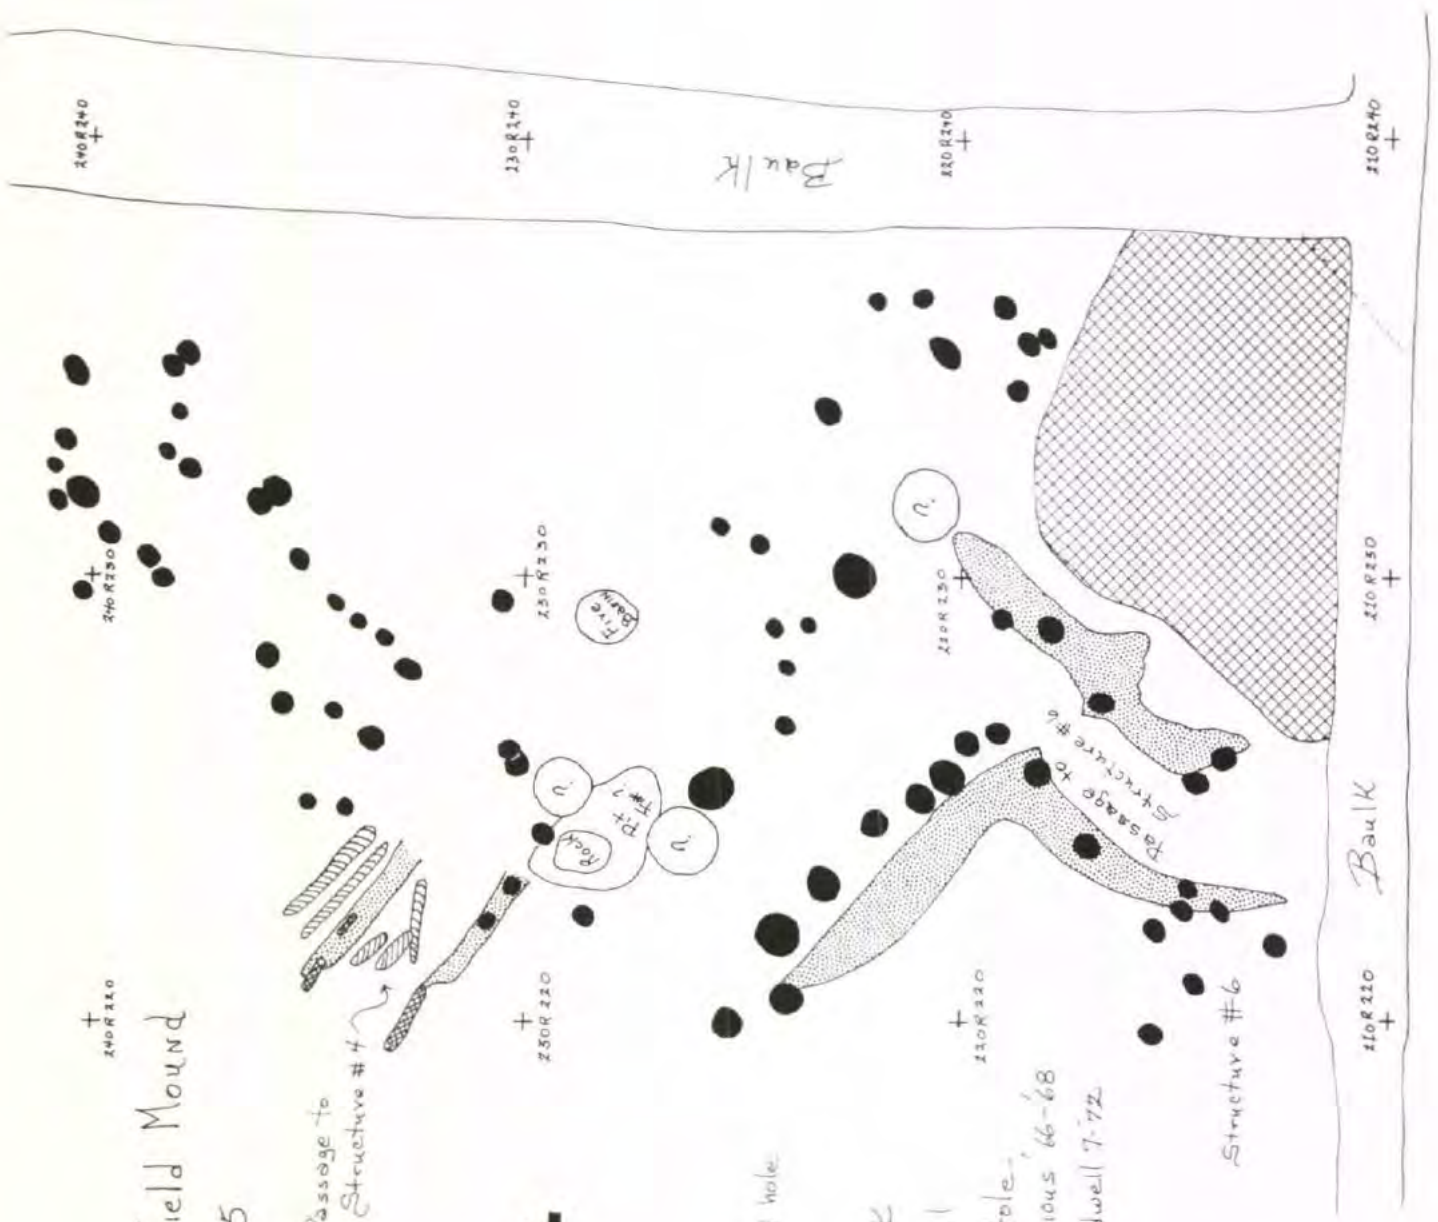 240R240
230R240
220R240
210R240
Baulk
240R230
230R230
220R230
210R230
Fire
Basin
n.
n.
n.
Rock
Pit
Passage to
Structure #6
Baulk
240R220
230R220
220R220
210R220
ield Mound
5
assage to
Structure #4
hole
ole
ious '66-'68
dwell 7-72
Structure #6